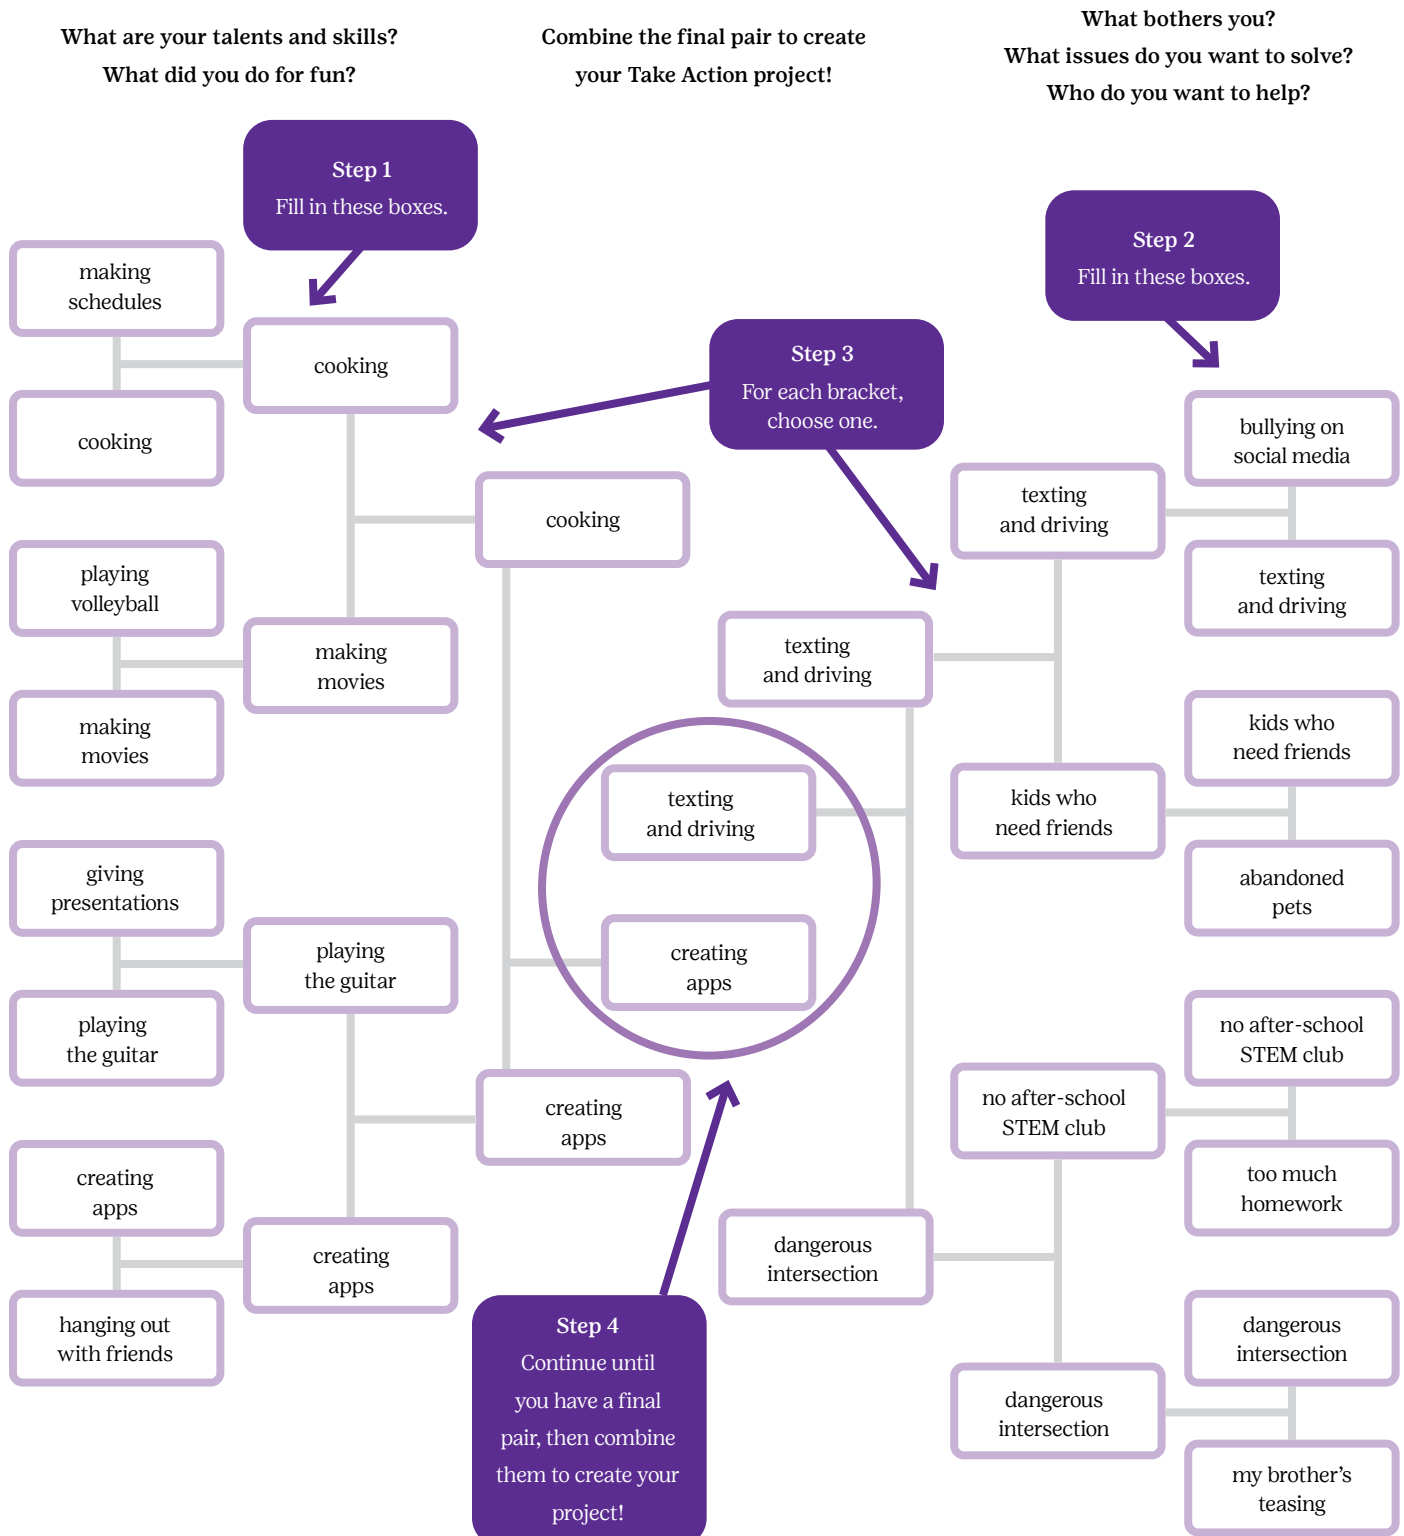 What are your talents and skills?
What did you do for fun?
Combine the final pair to create
your Take Action project!
What bothers you?
What issues do you want to solve?
Who do you want to help?
Step 1
Fill in these boxes.
Step 2
Fill in these boxes.
Step 3
For each bracket,
choose one.
making
schedules
cooking
playing
volleyball
making
movies
giving
presentations
playing
the guitar
creating
apps
hanging out
with friends
cooking
making
movies
playing
the guitar
creating
apps
cooking
creating
apps
texting
and driving
creating
apps
texting
and driving
dangerous
intersection
texting
and driving
kids who
need friends
no after-school
STEM club
dangerous
intersection
bullying on
social media
texting
and driving
kids who
need friends
abandoned
pets
no after-school
STEM club
too much
homework
dangerous
intersection
my brother’s
teasing
Step 4
Continue until
you have a final
pair, then combine
them to create your
project!